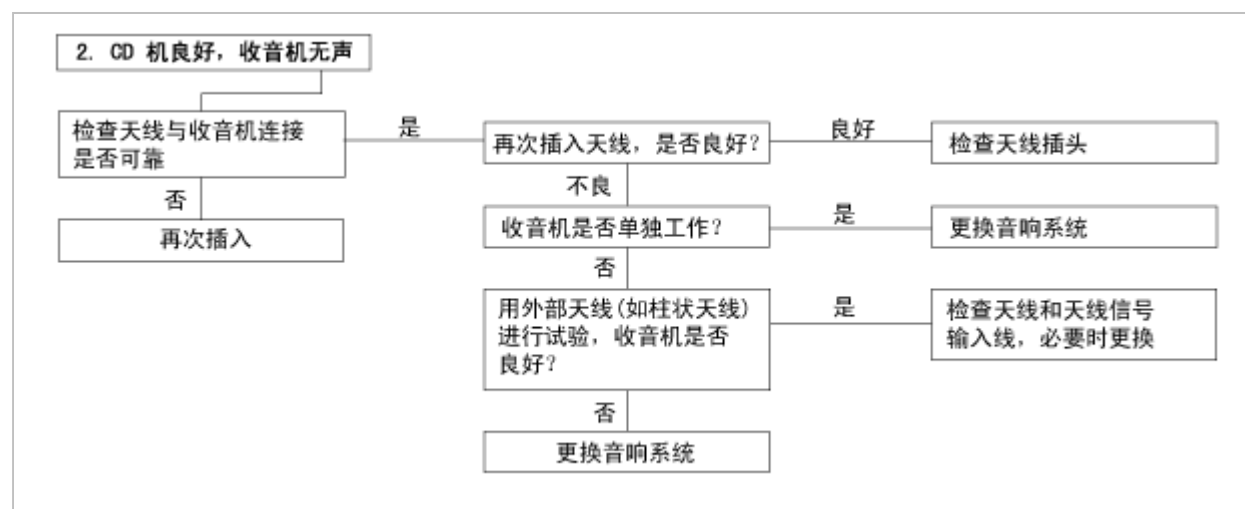 2. CD 机良好，收音机无声
检查天线与收音机连接
是否可靠
是
再次插入天线，是否良好?
良好
检查天线插头
否
再次插入
不良
收音机是否单独工作?
是
更换音响系统
否
用外部天线(如柱状天线)
进行试验，收音机是否
良好?
是
检查天线和天线信号
输入线，必要时更换
否
更换音响系统